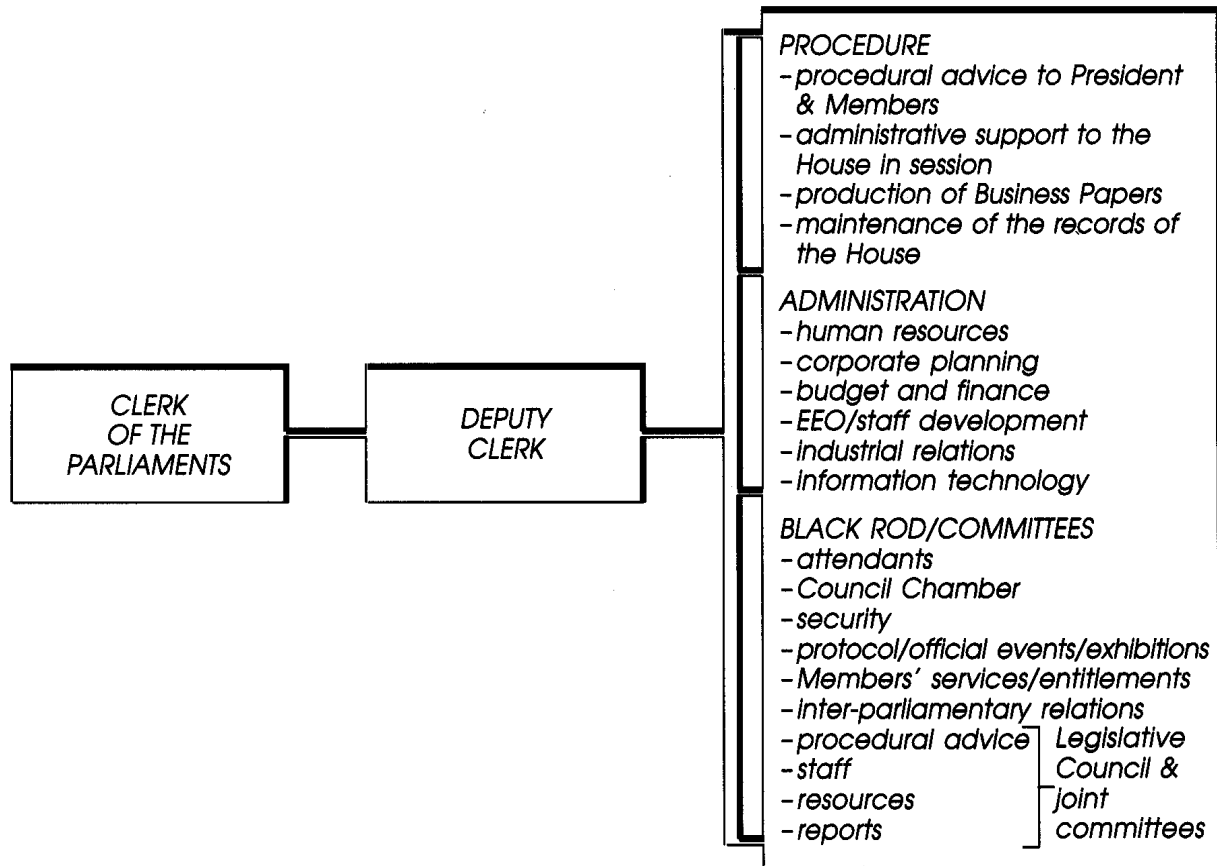 CLERK
OF THE
PARLIAMENTS
DEPUTY
CLERK
PROCEDURE
-procedural advice to President
& Members
-administrative support to the
House in session
-production of Business Papers
-maintenance of the records of
the House
ADMINISTRATION
-human resources
-corporate planning
-budget and finance
-EEO/staff development
-industrial relations
-information technology
BLACK ROD/COMMITTEES
-attendants
-Council Chamber
-security
-protocol/official events/exhibitions
-Members' services/entitlements
-inter-parliamentary relations
-procedural advice
-staff
-resources
-reports
Legislative
Council &
joint
committees